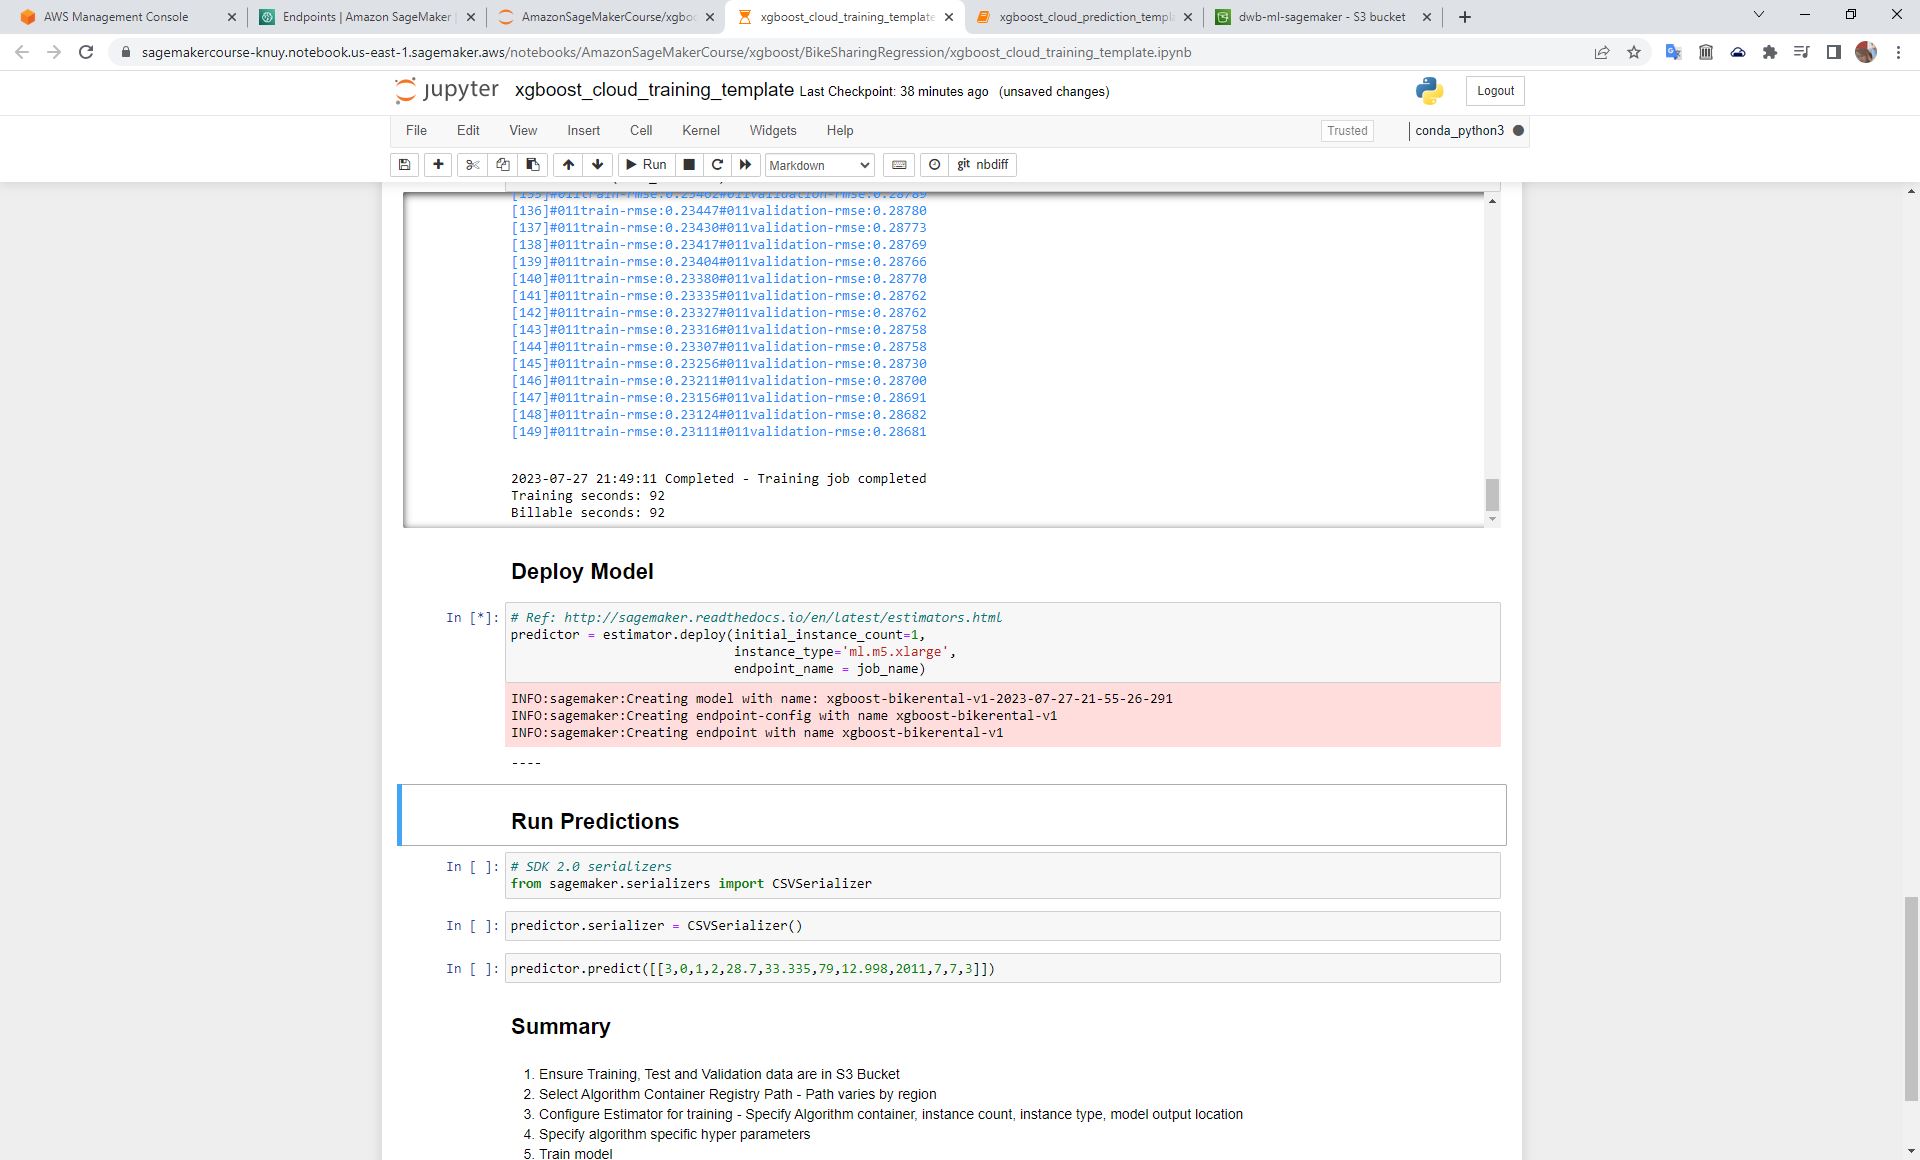 AWS Management Console
Endpoints | Amazon SageMaker
AmazonSageMakerCourse/xgboo
xgboost_cloud_training_template
xgboost_cloud_prediction_templa
dwb-ml-sagemaker - S3 bucket
sagemakercourse-knuy.notebook.us-east-1.sagemaker.aws/notebooks/AmazonSageMakerCourse/xgboost/BikeSharingRegression/xgboost_cloud_training_template.ipynb
jupyter xgboost_cloud_training_template Last Checkpoint: 38 minutes ago (unsaved changes)
Logout
File Edit View Insert Cell Kernel Widgets Help
Trusted
conda_python3
Run
Markdown
git nbdiff
[135]#011train-rmse:0.23462#011validation-rmse:0.28789
[136]#011train-rmse:0.23447#011validation-rmse:0.28780
[137]#011train-rmse:0.23430#011validation-rmse:0.28773
[138]#011train-rmse:0.23417#011validation-rmse:0.28769
[139]#011train-rmse:0.23404#011validation-rmse:0.28766
[140]#011train-rmse:0.23380#011validation-rmse:0.28770
[141]#011train-rmse:0.23335#011validation-rmse:0.28762
[142]#011train-rmse:0.23327#011validation-rmse:0.28762
[143]#011train-rmse:0.23316#011validation-rmse:0.28758
[144]#011train-rmse:0.23307#011validation-rmse:0.28758
[145]#011train-rmse:0.23256#011validation-rmse:0.28730
[146]#011train-rmse:0.23211#011validation-rmse:0.28700
[147]#011train-rmse:0.23156#011validation-rmse:0.28691
[148]#011train-rmse:0.23124#011validation-rmse:0.28682
[149]#011train-rmse:0.23111#011validation-rmse:0.28681
2023-07-27 21:49:11 Completed - Training job completed
Training seconds: 92
Billable seconds: 92
Deploy Model
In [*]: # Ref: http://sagemaker.readthedocs.io/en/latest/estimators.html
predictor = estimator.deploy(initial_instance_count=1,
instance_type='ml.m5.xlarge',
endpoint_name = job_name)
INFO:sagemaker:Creating model with name: xgboost-bikerental-v1-2023-07-27-21-55-26-291
INFO:sagemaker:Creating endpoint-config with name xgboost-bikerental-v1
INFO:sagemaker:Creating endpoint with name xgboost-bikerental-v1
----
Run Predictions
In [ ]: # SDK 2.0 serializers
from sagemaker.serializers import CSVSerializer
In [ ]: predictor.serializer = CSVSerializer()
In [ ]: predictor.predict([[3,0,1,2,28.7,33.335,79,12.998,2011,7,7,3]])
Summary
1. Ensure Training, Test and Validation data are in S3 Bucket
2. Select Algorithm Container Registry Path - Path varies by region
3. Configure Estimator for training - Specify Algorithm container, instance count, instance type, model output location
4. Specify algorithm specific hyper parameters
5. Train model